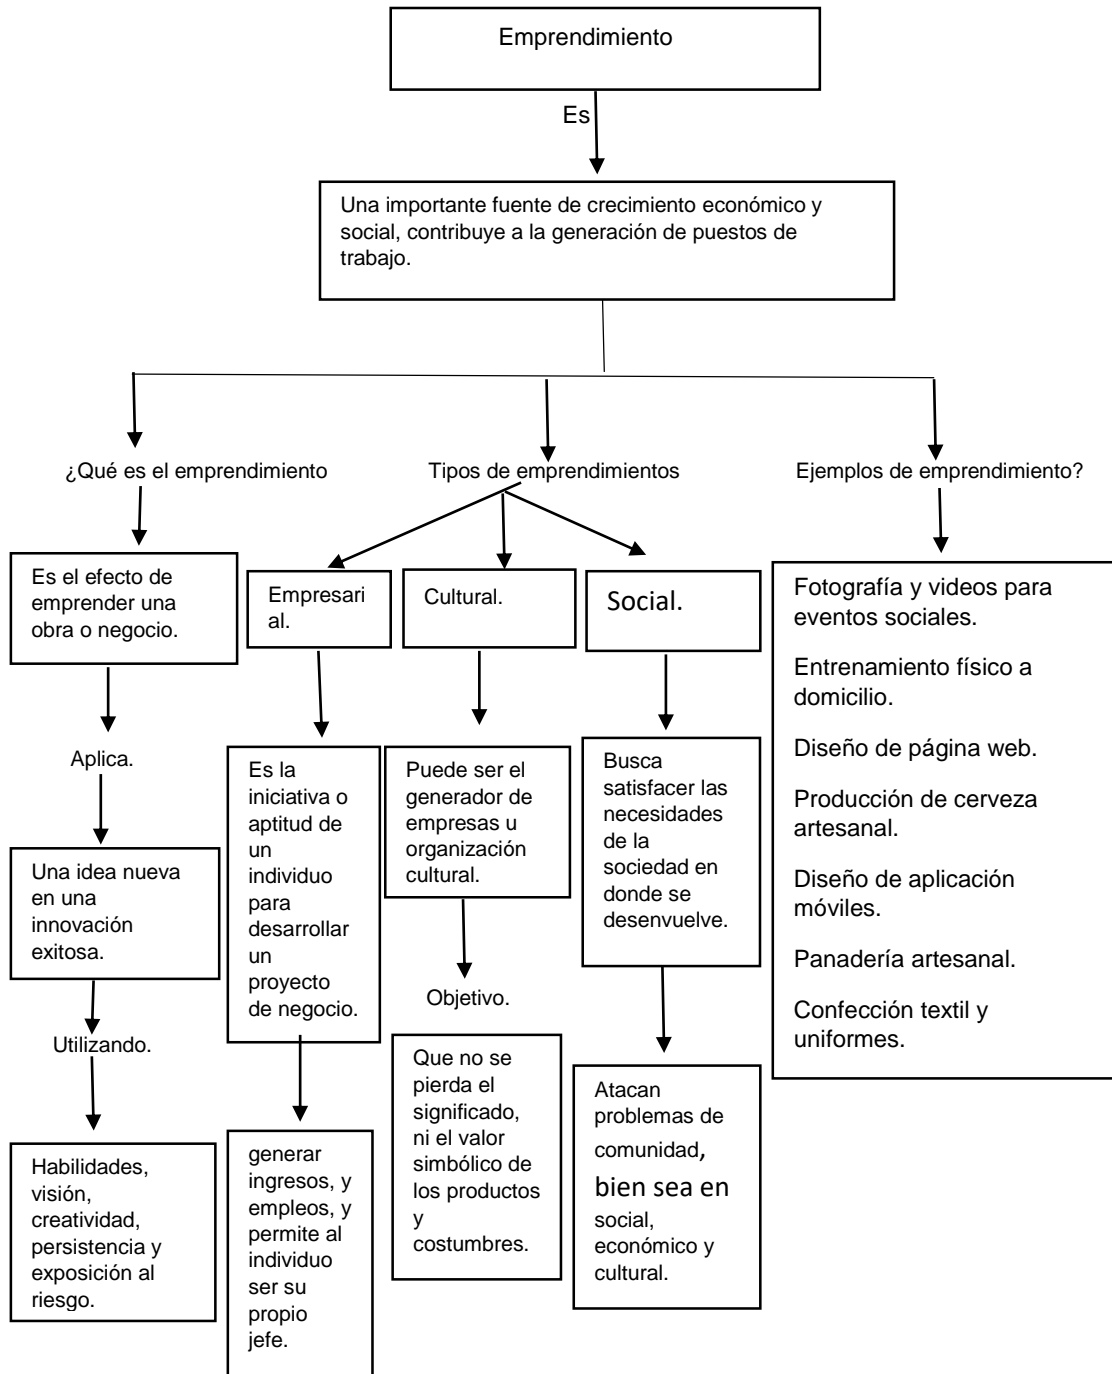 Emprendimiento
Es
Una importante fuente de crecimiento económico y
social, contribuye a la generación de puestos de
trabajo.
¿Qué es el emprendimiento
Tipos de emprendimientos
Ejemplos de emprendimiento?
Es el efecto de
emprender una
obra o negocio.
Aplica.
Una idea nueva
en una
innovación
exitosa.
Utilizando.
Habilidades,
visión,
creatividad,
persistencia y
exposición al
riesgo.
Empresari
al.
Es la
iniciativa o
aptitud de
un
individuo
para
desarrollar
un
proyecto
de negocio.
generar
ingresos, y
empleos, y
permite al
individuo
ser su
propio
jefe.
Cultural.
Puede ser el
generador de
empresas u
organización
cultural.
Objetivo.
Que no se
pierda el
significado,
ni el valor
simbólico de
los productos
y
costumbres.
Social.
Busca
satisfacer las
necesidades
de la
sociedad en
donde se
desenvuelve.
Atacan
problemas de
comunidad,
bien sea en
social,
económico y
cultural.
Fotografía y videos para
eventos sociales.
Entrenamiento físico a
domicilio.
Diseño de página web.
Producción de cerveza
artesanal.
Diseño de aplicación
móviles.
Panadería artesanal.
Confección textil y
uniformes.